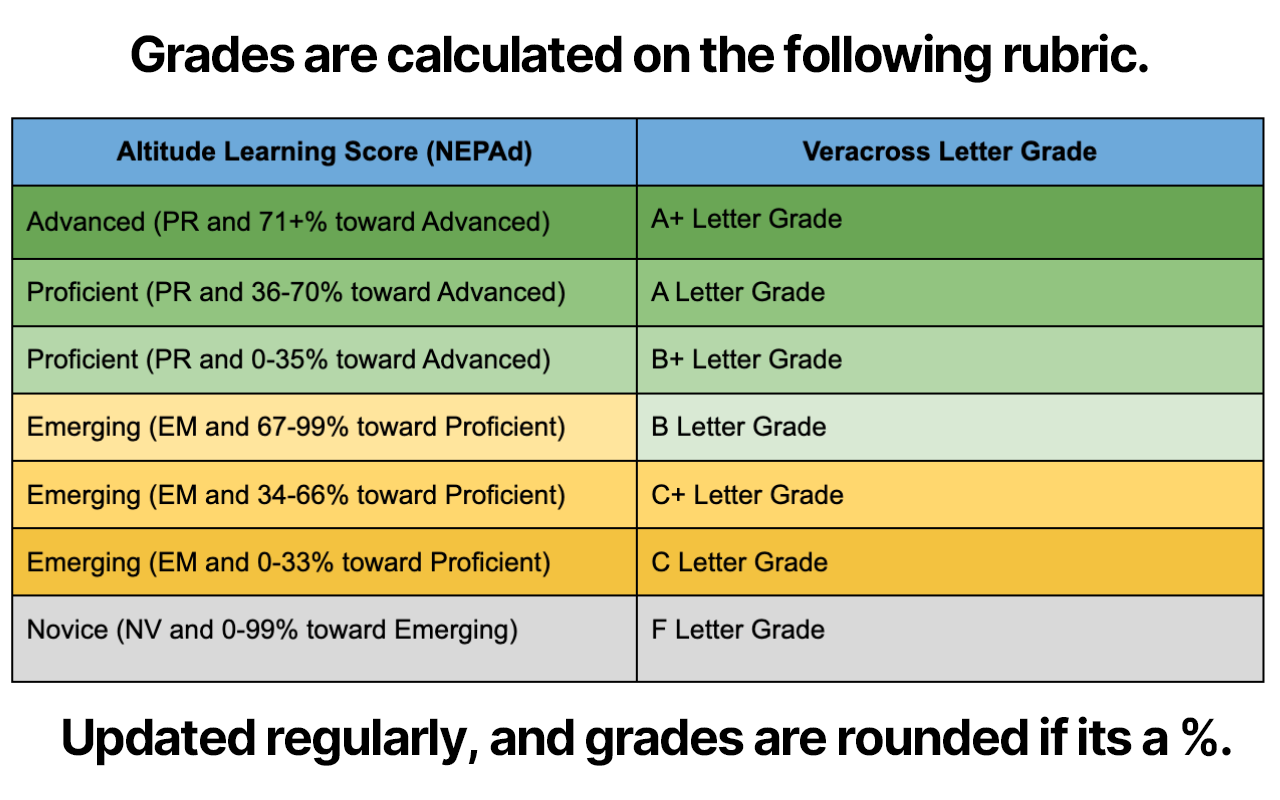 Grades are calculated on the following rubric.
Altitude Learning Score (NEPAd)
Veracross Letter Grade
Advanced (PR and 71+% toward Advanced)
A+ Letter Grade
Proficient (PR and 36-70% toward Advanced)
A Letter Grade
Proficient (PR and 0-35% toward Advanced)
B+ Letter Grade
Emerging (EM and 67-99% toward Proficient)
B Letter Grade
Emerging (EM and 34-66% toward Proficient)
C+ Letter Grade
Emerging (EM and 0-33% toward Proficient)
C Letter Grade
Novice (NV and 0-99% toward Emerging)
F Letter Grade
Updated regularly, and grades are rounded if its a %.